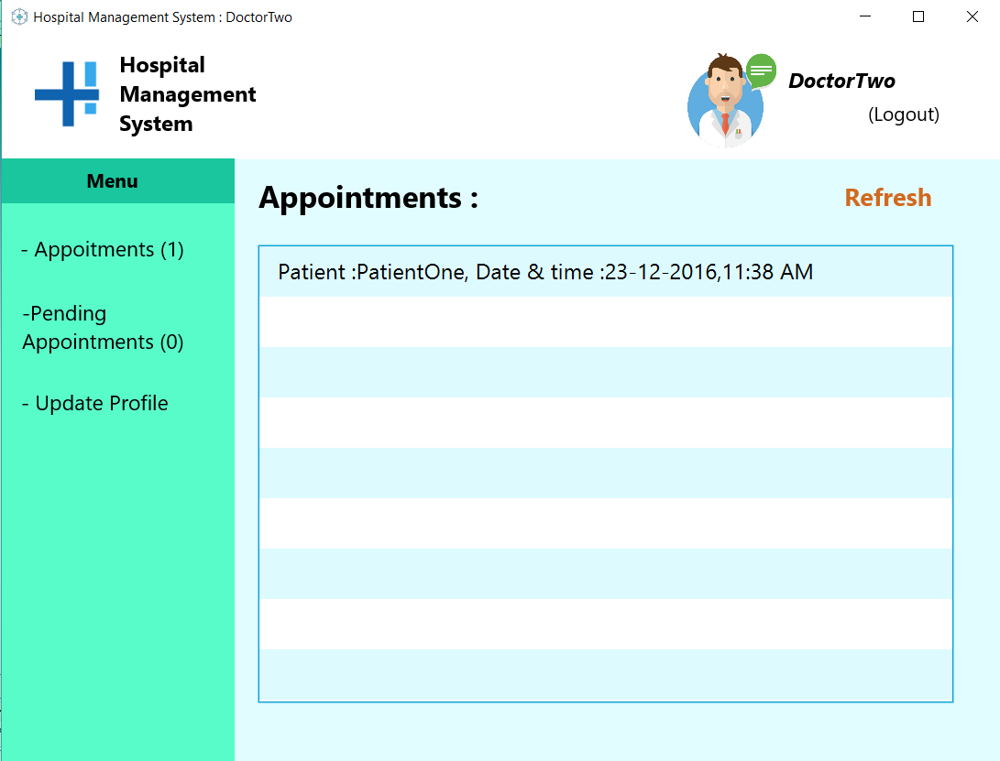 Hospital Management System : DoctorTwo
Hospital
Management
System
DoctorTwo
(Logout)
Menu
- Appoitments (1)
-Pending
Appointments (0)
- Update Profile
Appointments :
Refresh
Patient :PatientOne, Date & time :23-12-2016,11:38 AM